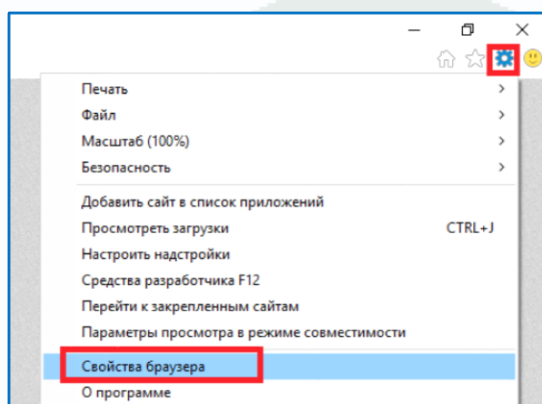 Печать
Файл
Масштаб (100%)
Безопасность
Добавить сайт в список приложений
Просмотреть загрузки CTRL+J
Настроить надстройки
Средства разработчика F12
Перейти к закрепленным сайтам
Параметры просмотра в режиме совместимости
Свойства браузера
О программе